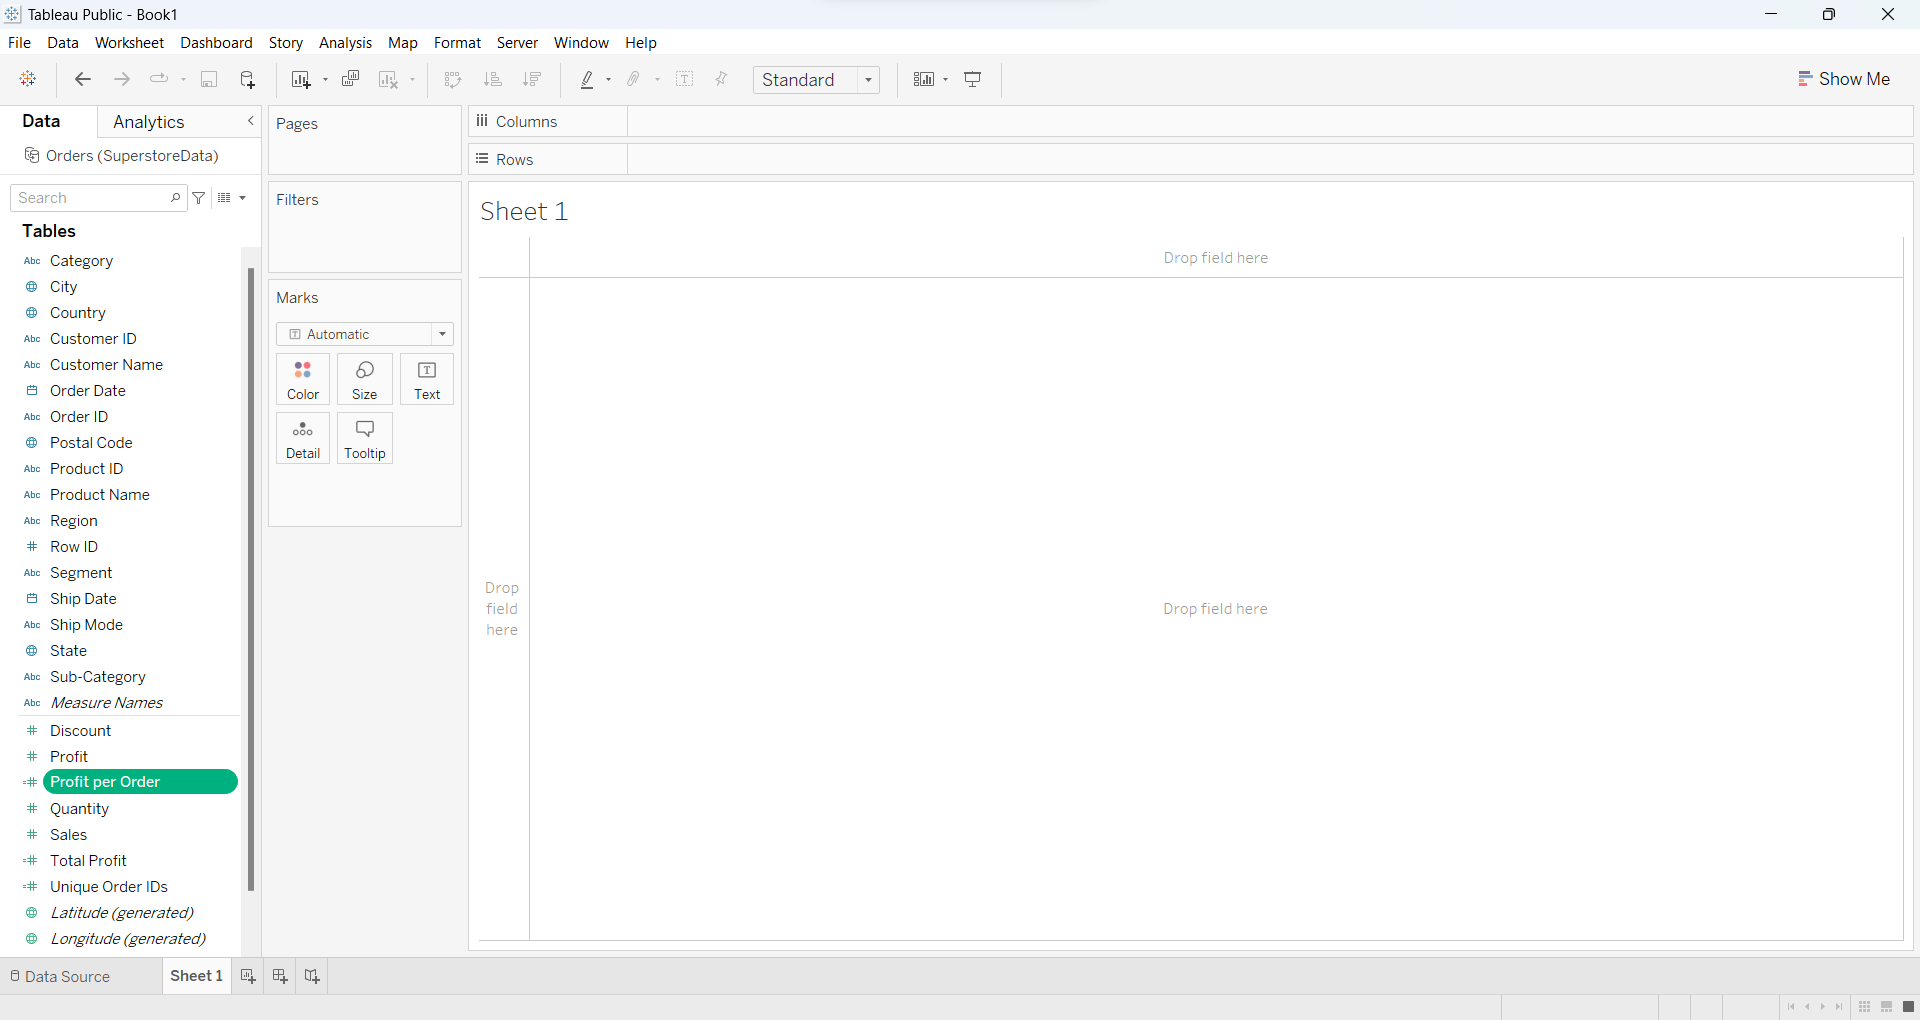 Tableau Public - Book1
File Data Worksheet Dashboard Story Analysis Map Format Server Window Help
Standard
Show Me
Data Analytics
Orders (SuperstoreData)
Search
Tables
Abc Category
City
Country
Abc Customer ID
Abc Customer Name
Order Date
Abc Order ID
Postal Code
Abc Product ID
Abc Product Name
Abc Region
# Row ID
Abc Segment
Ship Date
Abc Ship Mode
State
Abc Sub-Category
Abc Measure Names
# Discount
# Profit
=# Profit per Order
# Quantity
# Sales
=# Total Profit
=# Unique Order IDs
Latitude (generated)
Longitude (generated)
Pages
Filters
Marks
T Automatic
Color Size Text
Detail Tooltip
Columns
Rows
Sheet 1
Drop field here
Drop
field
here
Drop field here
Data Source Sheet 1